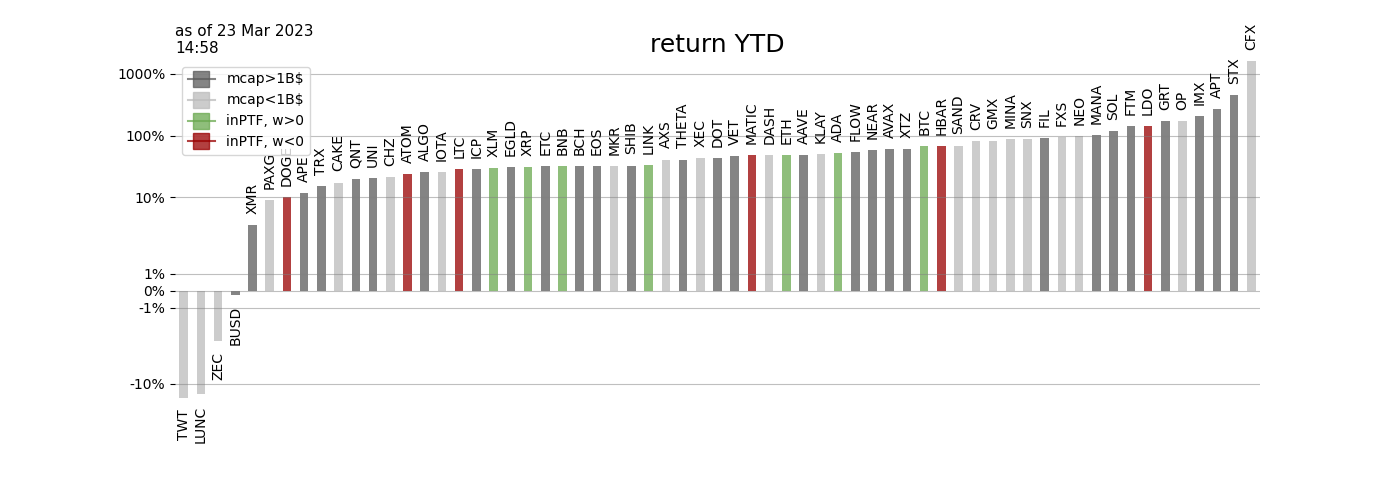 as of 23 Mar 2023
14:58
return YTD
mcap>1B$
mcap<1B$
inPTF, w>0
inPTF, w<0
1000%
100%
10%
1%
0%
-1%
-10%
TWT
LUNC
ZEC
BUSD
XMR
PAXG
DOGE
APE
TRX
CAKE
QNT
UNI
CHZ
ATOM
ALGO
IOTA
LTC
ICP
XLM
EGLD
XRP
ETC
BNB
BCH
EOS
MKR
SHIB
LINK
AXS
THETA
XEC
DOT
VET
MATIC
DASH
ETH
AAVE
KLAY
ADA
FLOW
NEAR
AVAX
XTZ
BTC
HBAR
SAND
CRV
GMX
MINA
SNX
FIL
FXS
NEO
MANA
SOL
FTM
LDO
GRT
OP
IMX
APT
STX
CFX